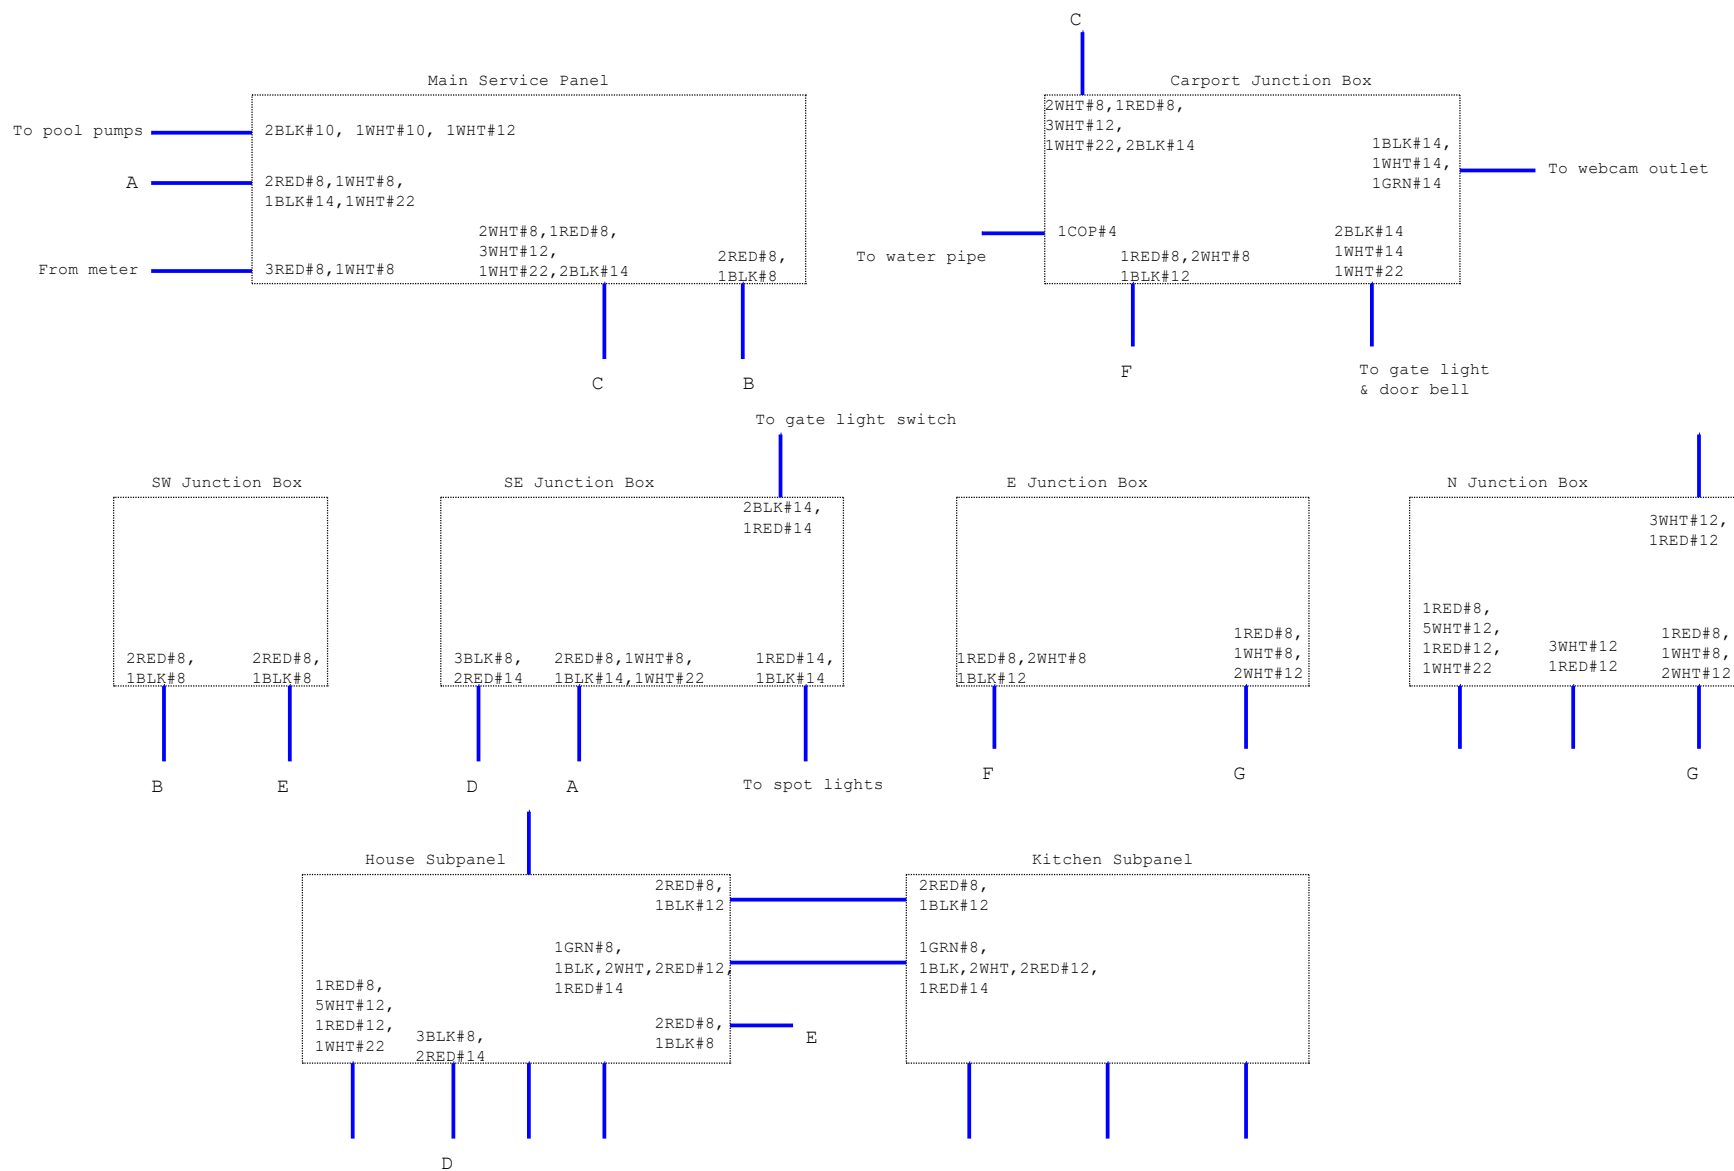 C
Main Service Panel
Carport Junction Box
To pool pumps
2BLK#10, 1WHT#10, 1WHT#12
A
2RED#8,1WHT#8,
1BLK#14,1WHT#22
2WHT#8,1RED#8,
3WHT#12,
1WHT#22,2BLK#14
2RED#8,
1BLK#8
From meter
3RED#8,1WHT#8
C
B
2WHT#8,1RED#8,
3WHT#12,
1WHT#22,2BLK#14
1BLK#14,
1WHT#14,
1GRN#14
To webcam outlet
1COP#4
To water pipe
1RED#8,2WHT#8
1BLK#12
2BLK#14
1WHT#14
1WHT#22
F
To gate light
& door bell
To gate light switch
SW Junction Box
SE Junction Box
E Junction Box
N Junction Box
2RED#8,
1BLK#8
2RED#8,
1BLK#8
B
E
2BLK#14,
1RED#14
3BLK#8,
2RED#14
2RED#8,1WHT#8,
1BLK#14,1WHT#22
1RED#14,
1BLK#14
D
A
To spot lights
1RED#8,2WHT#8
1BLK#12
1RED#8,
1WHT#8,
2WHT#12
F
G
3WHT#12,
1RED#12
1RED#8,
5WHT#12,
1RED#12,
1WHT#22
3WHT#12
1RED#12
1RED#8,
1WHT#8,
2WHT#12
G
House Subpanel
Kitchen Subpanel
2RED#8,
1BLK#12
1GRN#8,
1BLK,2WHT,2RED#12,
1RED#14
1RED#8,
5WHT#12,
1RED#12,
1WHT#22
3BLK#8,
2RED#14
2RED#8,
1BLK#8
E
D
2RED#8,
1BLK#12
1GRN#8,
1BLK,2WHT,2RED#12,
1RED#14